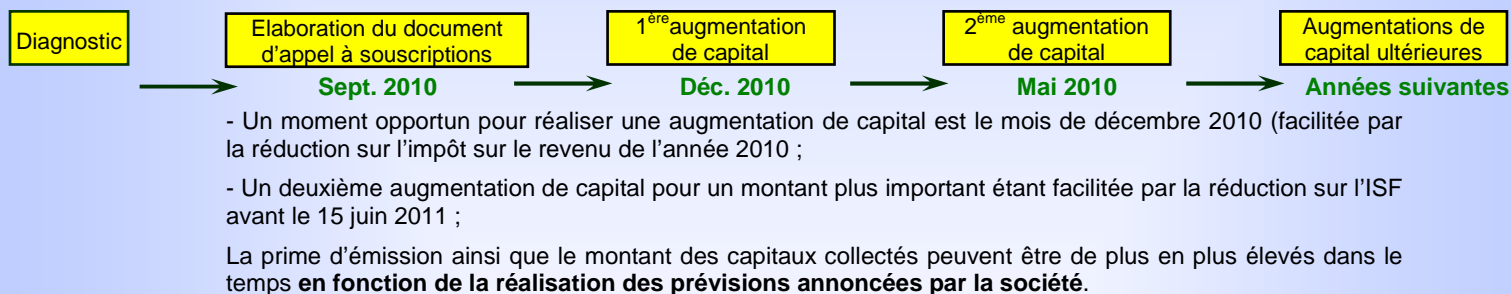 Diagnostic
Elaboration du document
d'appel à souscriptions
1ère augmentation
de capital
2ème augmentation
de capital
Augmentations de
capital ultérieures
Sept. 2010
Déc. 2010
Mai 2010
Années suivantes
- Un moment opportun pour réaliser une augmentation de capital est le mois de décembre 2010 (facilitée par
la réduction sur l'impôt sur le revenu de l'année 2010 ;
- Un deuxième augmentation de capital pour un montant plus important étant facilitée par la réduction sur l'ISF
avant le 15 juin 2011 ;
La prime d'émission ainsi que le montant des capitaux collectés peuvent être de plus en plus élevés dans le
temps en fonction de la réalisation des prévisions annoncées par la société.